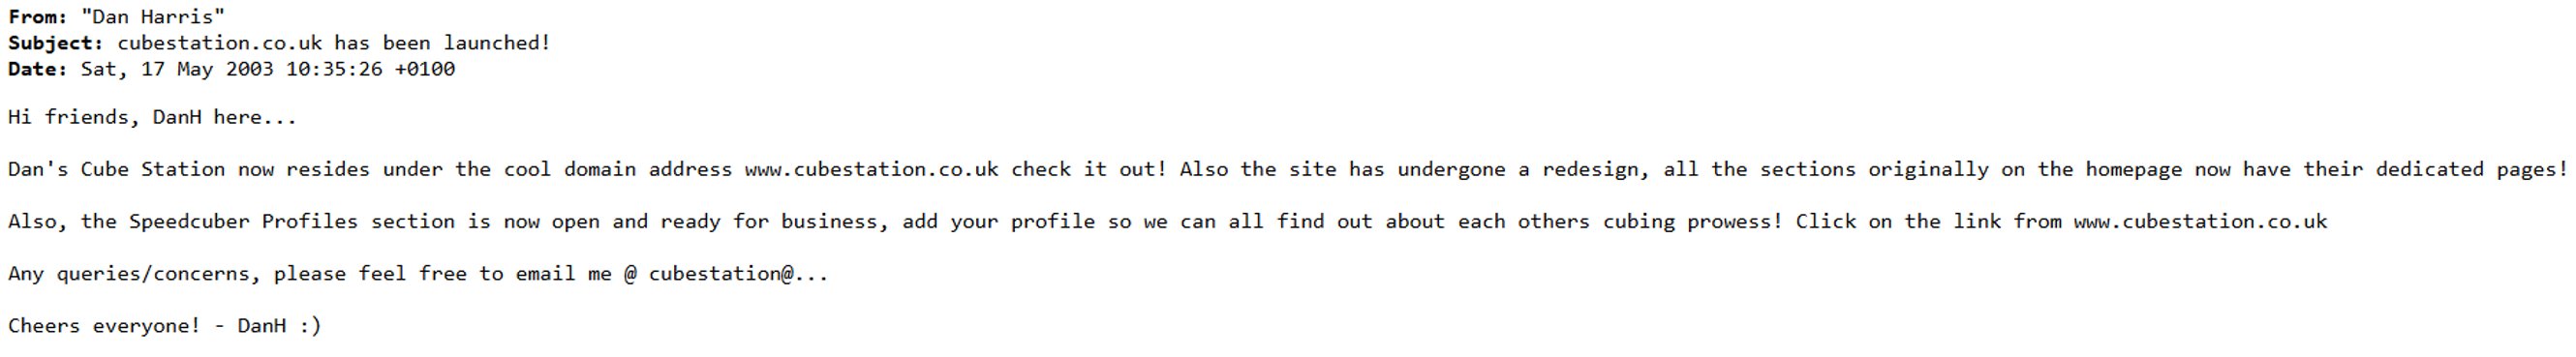 From: "Dan Harris"
Subject: cubestation.co.uk has been launched!
Date: Sat, 17 May 2003 10:35:26 +0100
Hi friends, DanH here...
Dan's Cube Station now resides under the cool domain address www.cubestation.co.uk check it out! Also the site has undergone a redesign, all the sections originally on the homepage now have their dedicated pages!
Also, the Speedcuber Profiles section is now open and ready for business, add your profile so we can all find out about each others cubing prowess! Click on the link from www.cubestation.co.uk
Any queries/concerns, please feel free to email me @ cubestation@...
Cheers everyone! - DanH :)